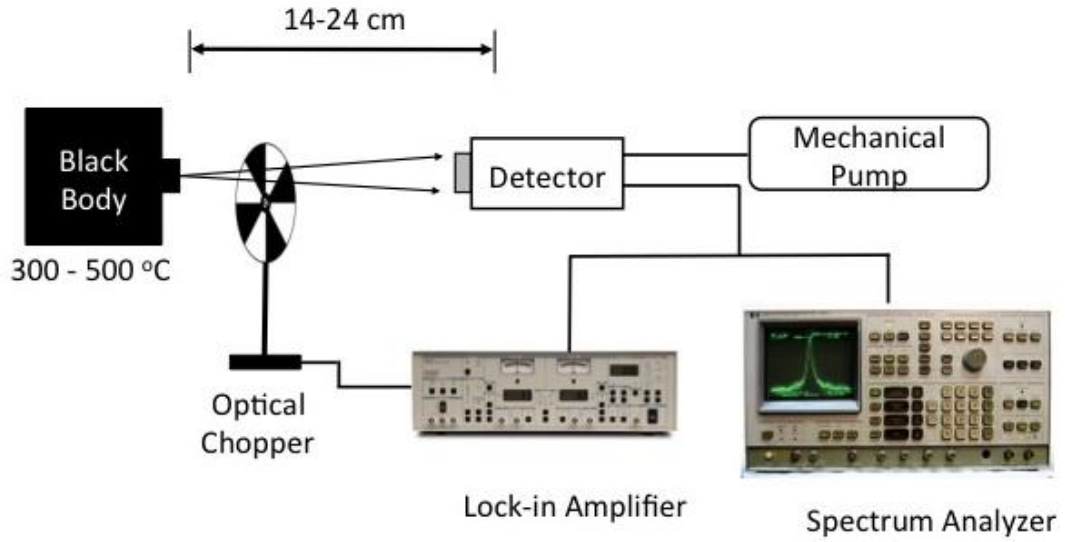 14-24 cm
Black
Body
300 - 500 °C
Detector
Mechanical
Pump
Optical
Chopper
Lock-in Amplifier
Spectrum Analyzer